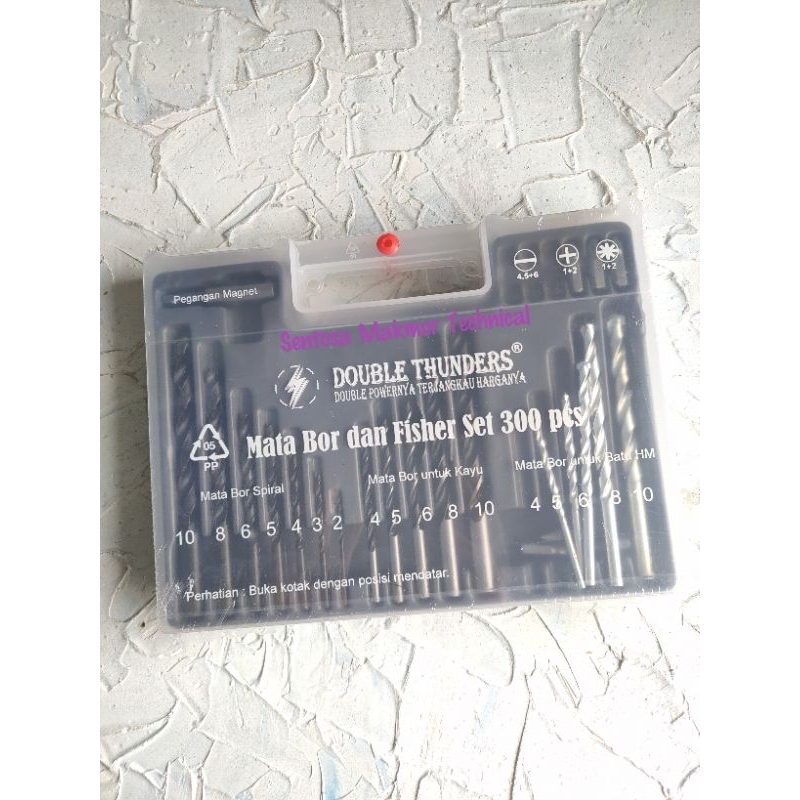 4.5+6 1+2 1+2
Pegangan Magnet
Sentosa Makmur Technical
DOUBLE THUNDERS®
DOUBLE POWERNYA TERJANGKAU HARGANYA
Mata Bor dan Fisher Set 300 pcs
05
PP
Mata Bor Spiral
10 8 6 5 4 3 2
Mata Bor untuk Kayu
4 5 6 8 10
Mata Bor untuk Batu HM
4 5 6 8 10
Perhatian : Buka kotak dengan posisi mendatar.